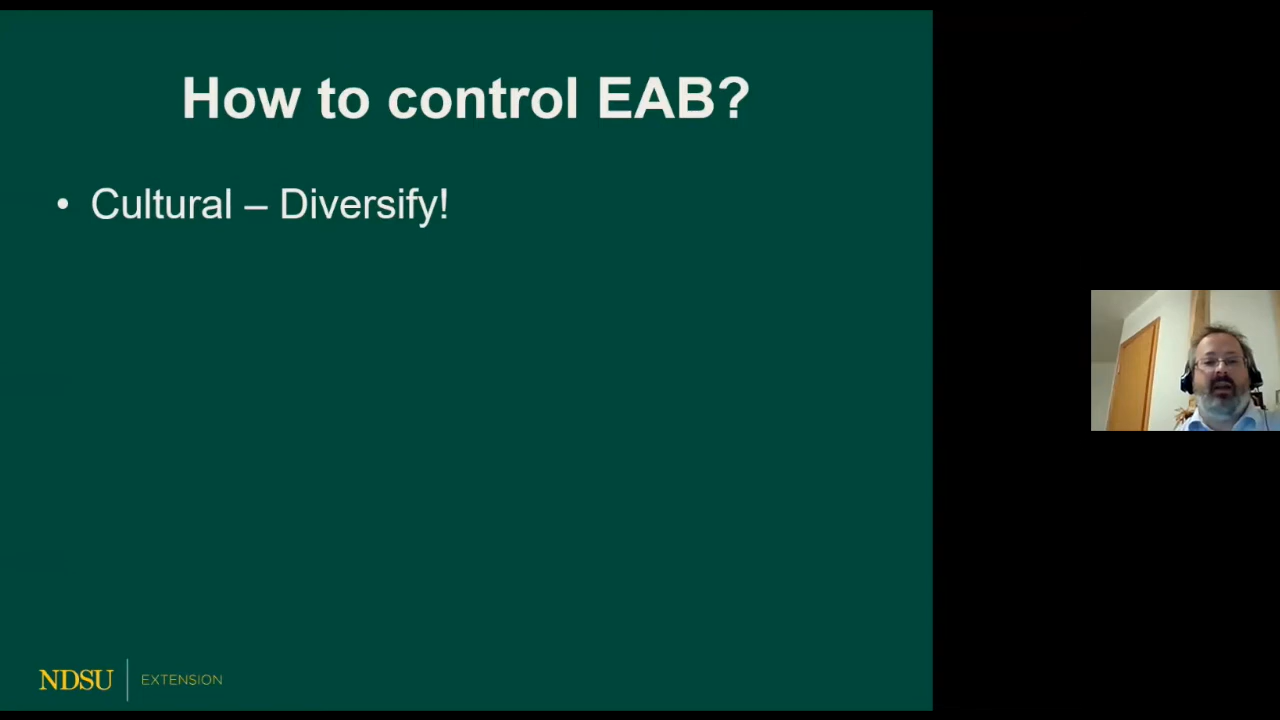 How to control EAB?
• Cultural – Diversify!
NDSU | EXTENSION